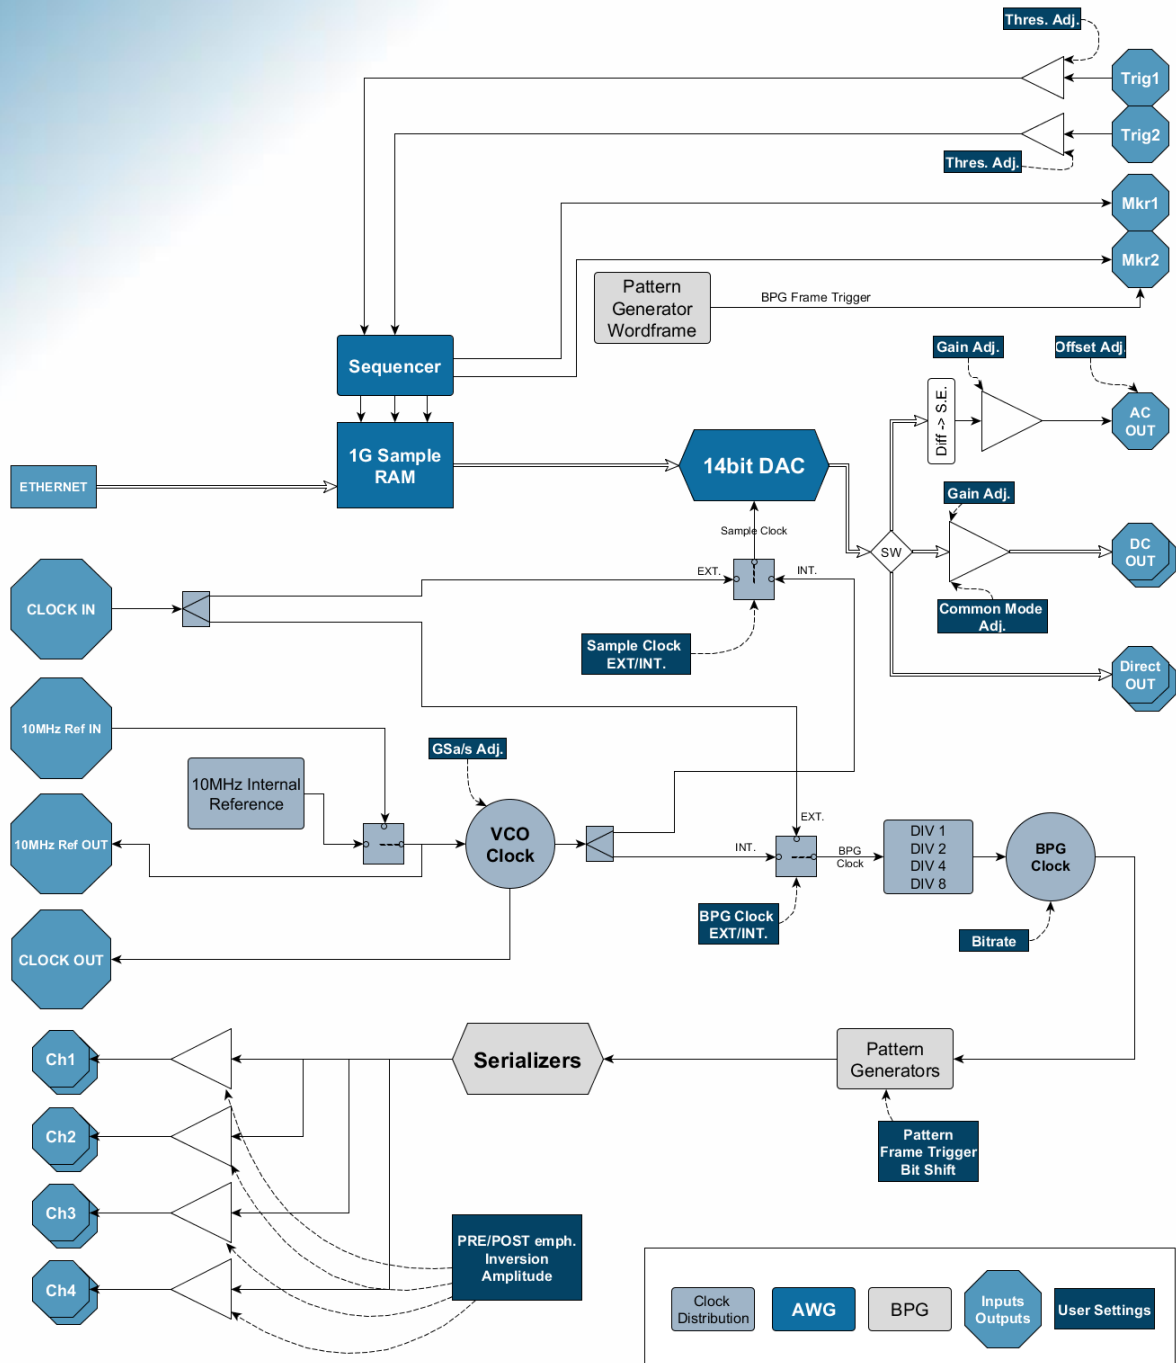 Thres. Adj.
Trig1
Trig2
Thres. Adj.
Mkr1
Mkr2
Pattern
Generator
Wordframe
BPG Frame Trigger
Sequencer
Gain Adj.
Offset Adj.
Diff -> S.E.
AC
OUT
1G Sample
RAM
14bit DAC
ETHERNET
Gain Adj.
Sample Clock
SW
DC
OUT
EXT.
INT.
CLOCK IN
Common Mode
Adj.
Sample Clock
EXT/INT.
Direct
OUT
10MHz Ref IN
GSa/s Adj.
10MHz Internal
Reference
VCO
Clock
10MHz Ref OUT
EXT.
INT.
BPG
Clock
DIV 1
DIV 2
DIV 4
DIV 8
BPG
Clock
BPG Clock
EXT/INT.
Bitrate
CLOCK OUT
Ch1
Serializers
Pattern
Generators
Ch2
Pattern
Frame Trigger
Bit Shift
Ch3
PRE/POST emph.
Inversion
Amplitude
Ch4
Clock
Distribution
AWG
BPG
Inputs
Outputs
User Settings